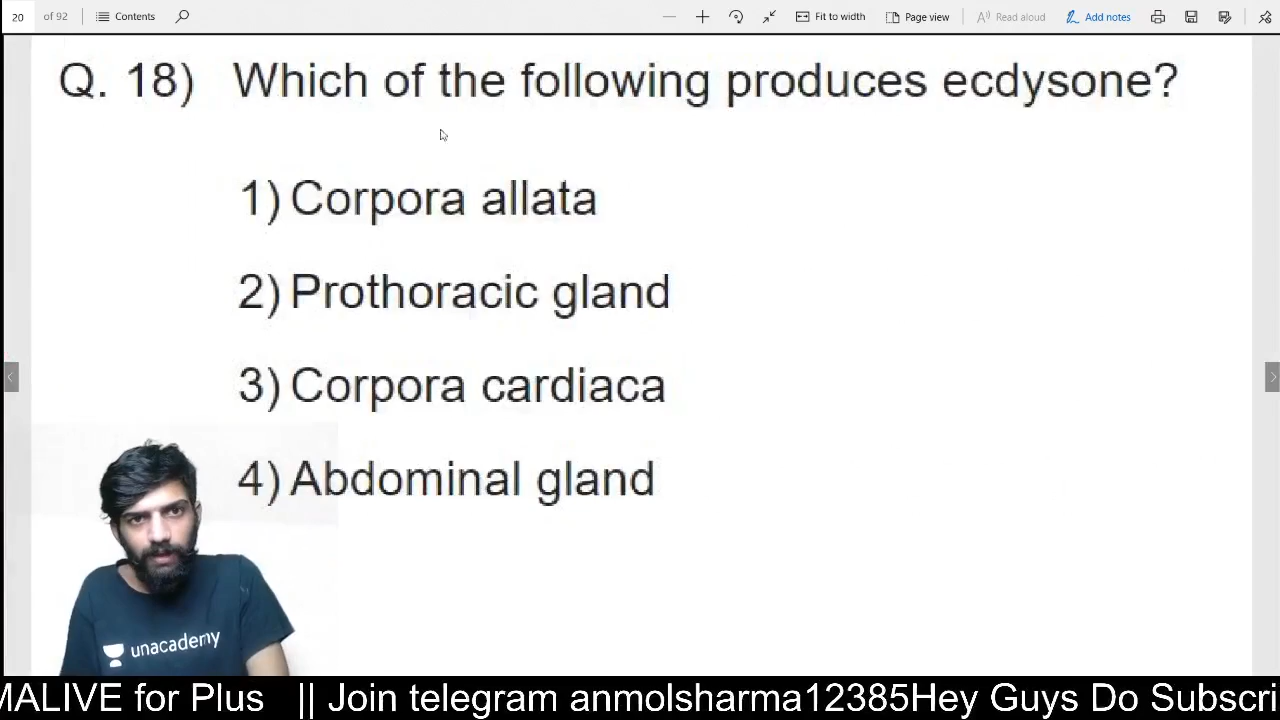 20 of 92 Contents Fit to width Page view Read aloud Add notes
Q. 18) Which of the following produces ecdysone?
1) Corpora allata
2) Prothoracic gland
3) Corpora cardiaca
4) Abdominal gland
unacademy
MALIVE for Plus || Join telegram anmolsharma12385Hey Guys Do Subscri